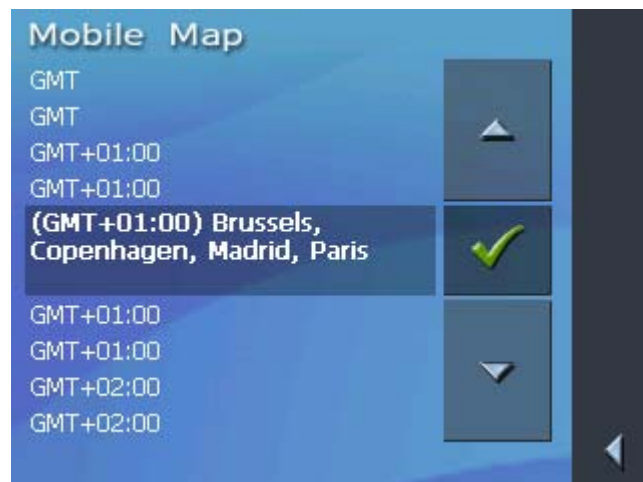 Mobile Map
GMT
GMT
GMT+01:00
GMT+01:00
(GMT+01:00) Brussels,
Copenhagen, Madrid, Paris
GMT+01:00
GMT+01:00
GMT+02:00
GMT+02:00